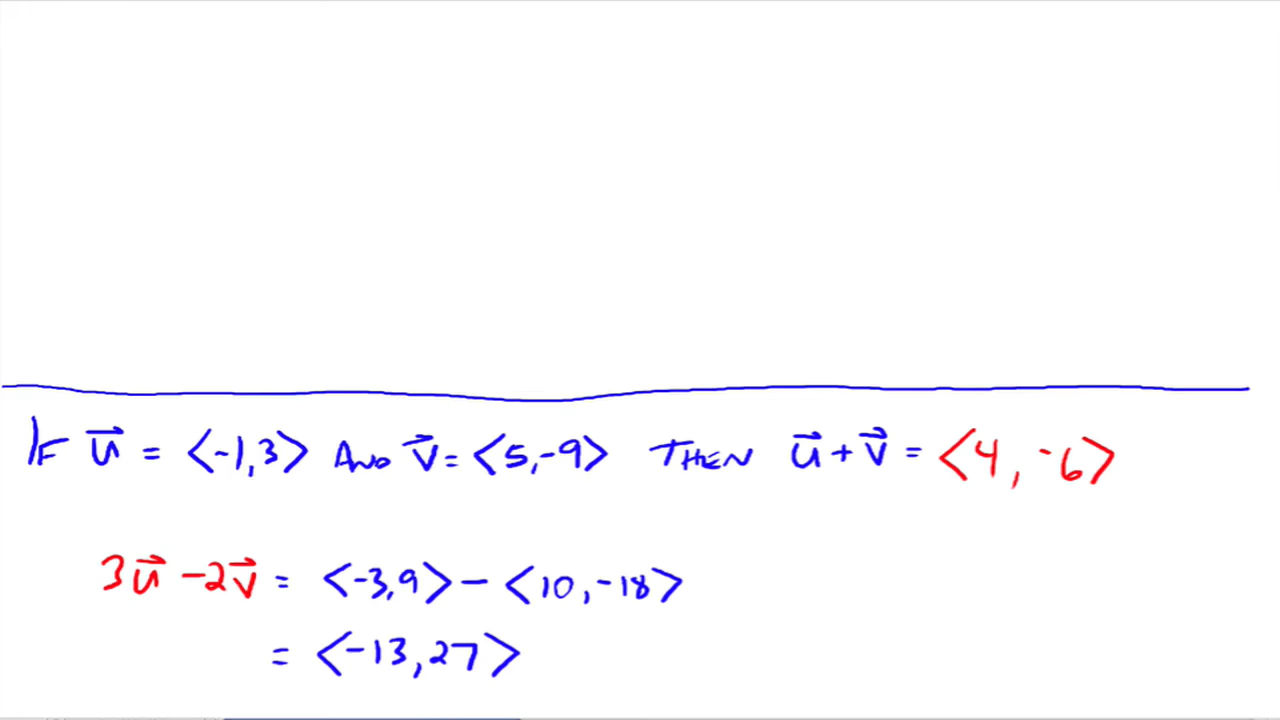 IF u⃗ = <-1,3> AND v⃗ = <5,-9> THEN u⃗ + v⃗ = <4, -6>
3u⃗ - 2v⃗ = <-3,9> - <10,-18>
= <-13,27>